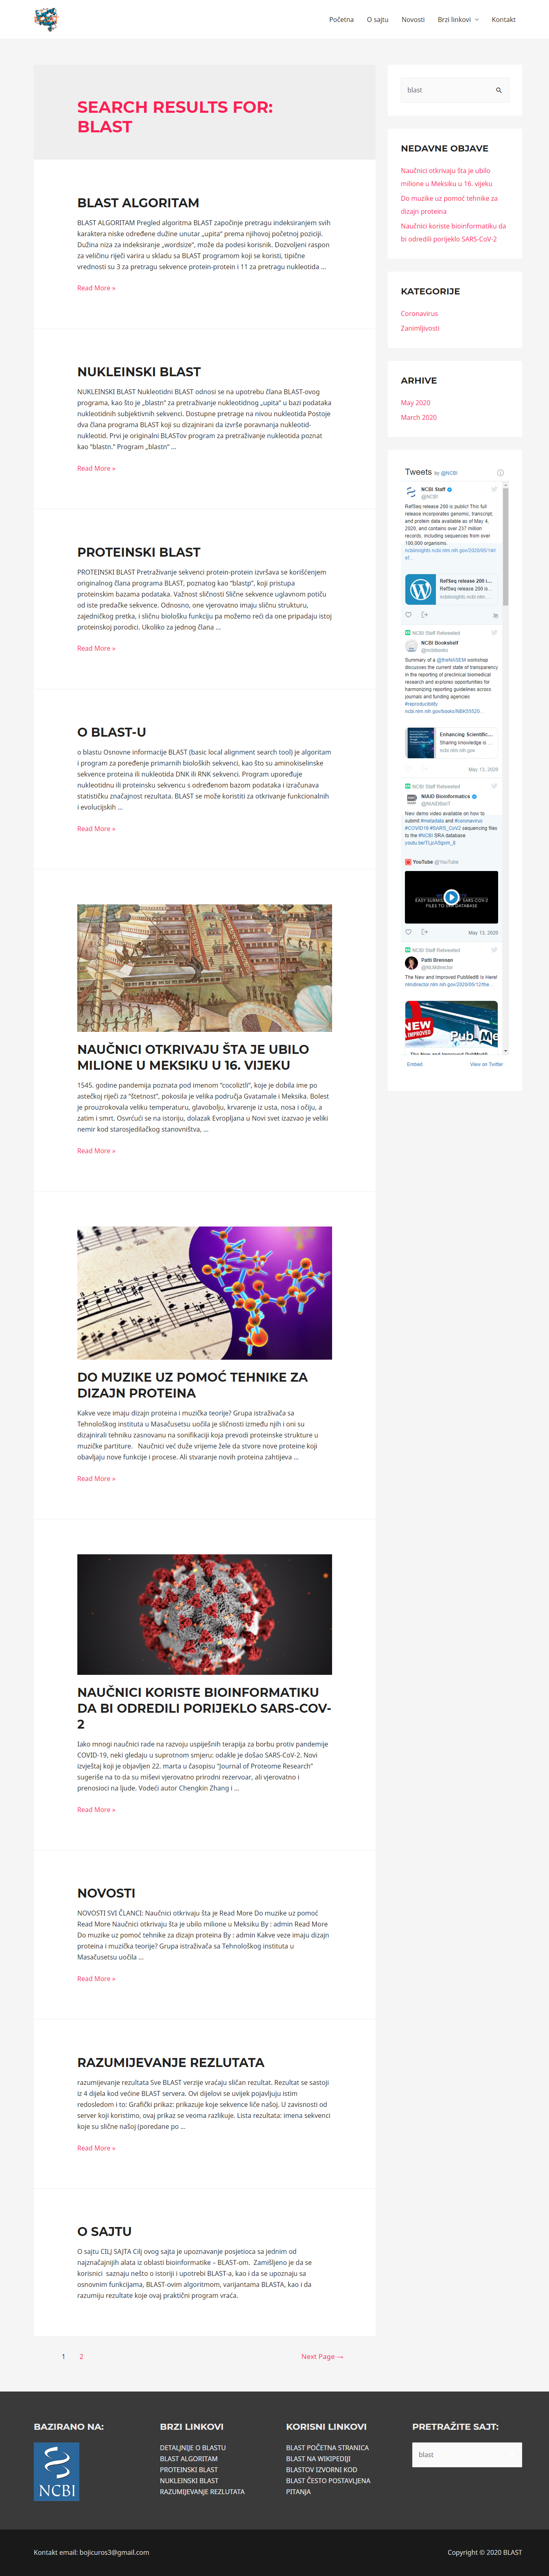 Početna O sajtu Novosti Brzi linkovi Kontakt
SEARCH RESULTS FOR:
BLAST
BLAST ALGORITAM
BLAST ALGORITAM Pregled algoritma BLAST započinje pretragu indeksiranjem svih
karaktera niske određene dužine unutar „upita“ prema njihovoj početnoj poziciji.
Dužina niza za indeksiranje „wordsize“, može da podesi korisnik. Dozvoljeni raspon
za veličinu riječi varira u skladu sa BLAST programom koji se koristi, tipične
vrednosti su 3 za pretragu sekvence protein-protein i 11 za pretragu nukleotida …
Read More »
NUKLEINSKI BLAST
NUKLEINSKI BLAST Nukleotidni BLAST odnosi se na upotrebu člana BLAST-ovog
programa, kao što je „blastn“ za pretraživanje nukleotidnog „upita“ u bazi podataka
nukleotidnih subjektivnih sekvenci. Dostupne pretrage na nivou nukleotida Postoje
dva člana programa BLAST koji su dizajnirani da izvrše poravnanja nukleotid-
nukleotid. Prvi je originalni BLASTov program za pretraživanje nukleotida poznat
kao “blastn.” Program „blastn“ …
Read More »
PROTEINSKI BLAST
PROTEINSKI BLAST Pretraživanje sekvenci protein-protein izvršava se korišćenjem
originalnog člana programa BLAST, poznatog kao “blastp”, koji pristupa
proteinskim bazama podataka. Važnost sličnosti Slične sekvence uglavnom potiču
od iste predačke sekvence. Odnosno, one vjerovatno imaju sličnu strukturu,
zajedničkog pretka, i sličnu biološku funkciju pa možemo reći da one pripadaju istoj
proteinskoj porodici. Ukoliko za jednog člana …
Read More »
O BLAST-U
o blastu Osnovne informacije BLAST (basic local alignment search tool) je algoritam
i program za poređenje primarnih bioloških sekvenci, kao što su aminokiselinske
sekvence proteina ili nukleotida DNK ili RNK sekvenci. Program upoređuje
nukleotidnu ili proteinsku sekvencu s određenom bazom podataka i izračunava
statističku značajnost rezultata. BLAST se može koristiti za otkrivanje funkcionalnih
i evolucijskih …
Read More »
NAUČNICI OTKRIVAJU ŠTA JE UBILO
MILIONE U MEKSIKU U 16. VIJEKU
1545. godine pandemija poznata pod imenom “cocoliztli”, koje je dobila ime po
astečkoj riječi za “štetnost”, pokosila je velika područja Gvatamale i Meksika. Bolest
je prouzrokovala veliku temperaturu, glavobolju, krvarenje iz usta, nosa i očiju, a
zatim i smrt. Osvrćući se na istoriju, dolazak Evropljana u Novi svet izazvao je veliki
nemir kod starosjedilačkog stanovništva, …
Read More »
DO MUZIKE UZ POMOĆ TEHNIKE ZA
DIZAJN PROTEINA
Kakve veze imaju dizajn proteina i muzička teorije? Grupa istraživača sa
Tehnološkog instituta u Masačusetsu uočila je sličnosti između njih i oni su
dizajnirali tehniku zasnovanu na sonifikaciji koja prevodi proteinske strukture u
muzičke partiture. Naučnici već duže vrijeme žele da stvore nove proteine koji
obavljaju nove funkcije i procese. Ali stvaranje novih proteina zahtijeva …
Read More »
NAUČNICI KORISTE BIOINFORMATIKU
DA BI ODREDILI PORIJEKLO SARS-COV-
2
Iako mnogi naučnici rade na razvoju uspiješnih terapija za borbu protiv pandemije
COVID-19, neki gledaju u suprotnom smjeru: odakle je došao SARS-CoV-2. Novi
izvještaj koji je objavljen 22. marta u časopisu “Journal of Proteome Research”
sugeriše na to da su miševi vjerovatno prirodni rezervoar, ali vjerovatno i
prenosioci na ljude. Vodeći autor Chengkin Zhang i …
Read More »
NOVOSTI
NOVOSTI SVI ČLANCI: Naučnici otkrivaju šta je Read More Do muzike uz pomoć
Read More Naučnici otkrivaju šta je ubilo milione u Meksiku By : admin Read More
Do muzike uz pomoć tehnike za dizajn proteina By : admin Kakve veze imaju dizajn
proteina i muzička teorije? Grupa istraživača sa Tehnološkog instituta u
Masačusetsu uočila …
Read More »
RAZUMIJEVANJE REZLUTATA
razumijevanje rezultata Sve BLAST verzije vraćaju sličan rezultat. Rezultat se sastoji
iz 4 dijela kod većine BLAST servera. Ovi dijelovi se uvijek pojavljuju istim
redosledom i to: Grafički prikaz: prikazuje koje sekvence liče našoj. U zavisnosti od
server koji koristimo, ovaj prikaz se veoma razlikuje. Lista rezultata: imena sekvenci
koje su slične našoj (poredane po …
Read More »
O SAJTU
O sajtu CILJ SAJTA Cilj ovog sajta je upoznavanje posjetioca sa jednim od
najznačajnijih alata iz oblasti bioinformatike – BLAST-om. Zamišljeno je da se
korisnici saznaju nešto o istoriji i upotrebi BLAST-a, kao i da se upoznaju sa
osnovnim funkcijama, BLAST-ovim algoritmom, varijantama BLASTA, kao i da
razumiju rezultate koje ovaj praktični program vraća.
1 2 Next Page →
blast
NEDAVNE OBJAVE
Naučnici otkrivaju šta je ubilo
milione u Meksiku u 16. vijeku
Do muzike uz pomoć tehnike za
dizajn proteina
Naučnici koriste bioinformatiku da
bi odredili porijeklo SARS-CoV-2
KATEGORIJE
Coronavirus
Zanimljivosti
ARHIVE
May 2020
March 2020
Tweets by @NCBI
NCBI Staff
@NCBI
RefSeq release 200 is public! This full
release incorporates genomic, transcript,
and protein data available as of May 4,
2020, and contains over 237 million
records, including sequences from over
100,000 organisms.
RefSeq release 200 i…
RefSeq release 200 is…
ncbiinsights.ncbi.nlm.…
NCBI Staff Retweeted
NCBI Bookshelf
@ncbibooks
Summary of a @theNASEM workshop
discusses the current state of transparency
in the reporting of preclinical biomedical
research and explores opportunities for
harmonizing reporting guidelines across
journals and funding agencies
#reproducibility
ncbi.nlm.nih.gov/books/NBK55520…
Enhancing Scientific…
Sharing knowledge is …
ncbi.nlm.nih.gov
May 13, 2020
NCBI Staff Retweeted
NIAID Bioinformatics
@NIAIDBioIT
New demo video available on how to
submit #metadata and #coronavirus
#COVID19 #SARS_CoV2 sequencing files
to the #NCBI SRA database
YouTube @YouTube
FILES TO SRA DATABASE
May 13, 2020
NCBI Staff Retweeted
Patti Brennan
@NLMdirector
The New and Improved PubMed® Is Here!
nlmdirector.nlm.nih.gov/2020/05/12/the…
NEW
IMPROVED
PubMe
The New and Improved PubMed®
Embed View on Twitter
BAZIRANO NA:
NCBI
BRZI LINKOVI
DETALJNIJE O BLASTU
BLAST ALGORITAM
PROTEINSKI BLAST
NUKLEINSKI BLAST
RAZUMIJEVANJE REZLUTATA
KORISNI LINKOVI
BLAST POČETNA STRANICA
BLAST NA WIKIPEDIJI
BLASTOV IZVORNI KOD
BLAST ČESTO POSTAVLJENA
PITANJA
PRETRAŽITE SAJT:
blast
Kontakt email: bojicuros3@gmail.com
Copyright © 2020 BLAST